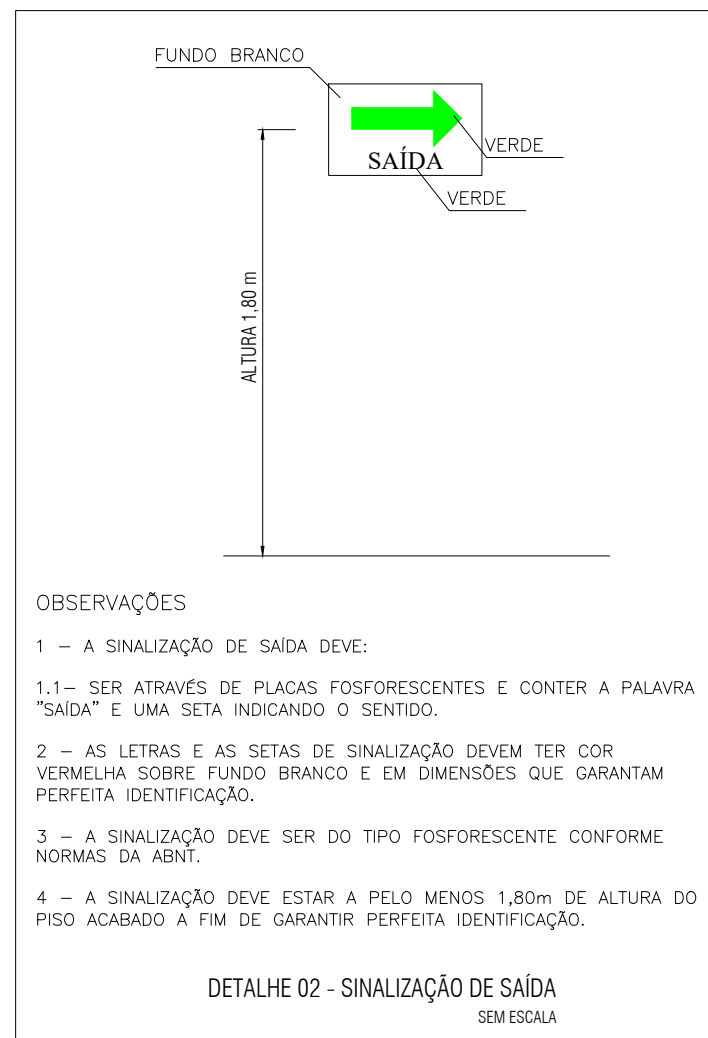 FUNDO BRANCO
SAÍDA
VERDE
VERDE
ALTURA 1,80 m
OBSERVAÇÕES
1 – A SINALIZAÇÃO DE SAÍDA DEVE:
1.1– SER ATRAVÉS DE PLACAS FOSFORESCENTES E CONTER A PALAVRA
"SAÍDA" E UMA SETA INDICANDO O SENTIDO.
2 – AS LETRAS E AS SETAS DE SINALIZAÇÃO DEVEM TER COR
VERMELHA SOBRE FUNDO BRANCO E EM DIMENSÕES QUE GARANTAM
PERFEITA IDENTIFICAÇÃO.
3 – A SINALIZAÇÃO DEVE SER DO TIPO FOSFORESCENTE CONFORME
NORMAS DA ABNT.
4 – A SINALIZAÇÃO DEVE ESTAR A PELO MENOS 1,80m DE ALTURA DO
PISO ACABADO A FIM DE GARANTIR PERFEITA IDENTIFICAÇÃO.
DETALHE 02 - SINALIZAÇÃO DE SAÍDA
SEM ESCALA